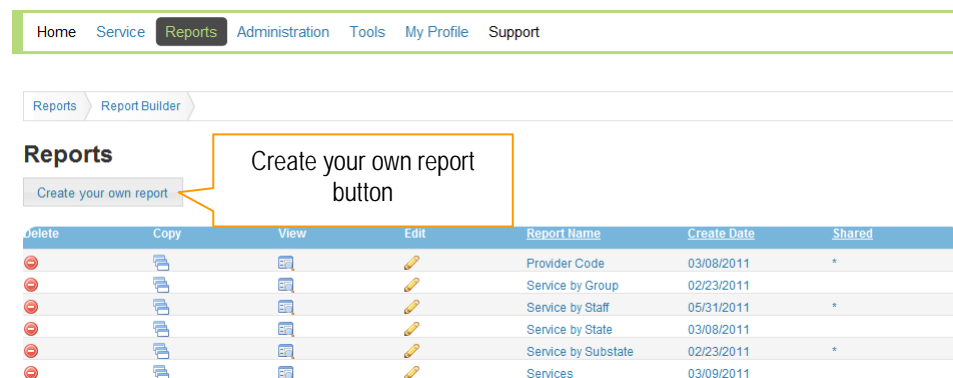 Home Service Reports Administration Tools My Profile Support
Reports Report Builder
Reports
Create your own report
button
Create your own report
Delete Copy View Edit Report Name Create Date Shared
Provider Code 03/08/2011 *
Service by Group 02/23/2011
Service by Staff 05/31/2011 *
Service by State 03/08/2011
Service by Substate 02/23/2011 *
Services 03/09/2011